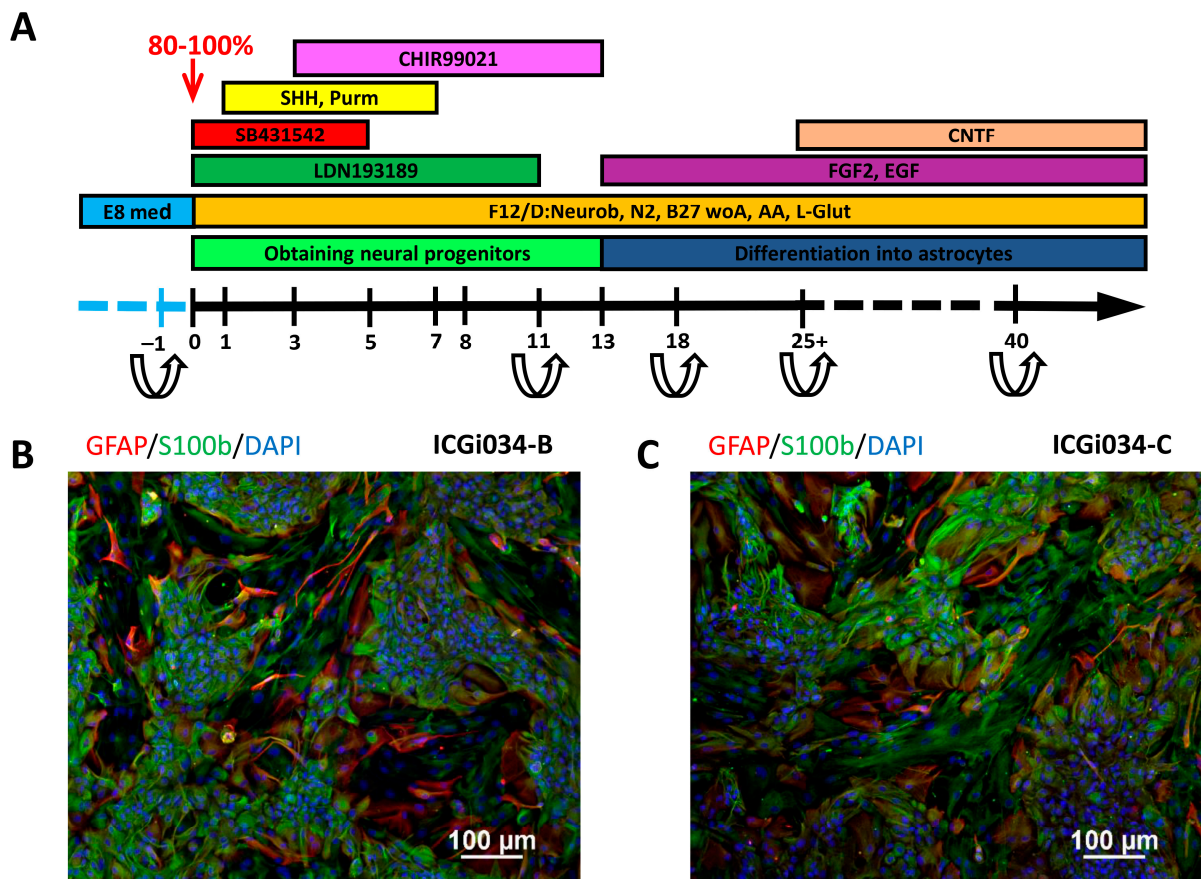 A
80-100%
CHIR99021
SHH, Purm
SB431542
CNTF
LDN193189
FGF2, EGF
E8 med
F12/D:Neurob, N2, B27 woA, AA, L-Glut
Obtaining neural progenitors
Differentiation into astrocytes
–1 0 1 3 5 7 8 11 13 18 25+ 40
B
GFAP/S100b/DAPI
ICGi034-B
100 µm
C
GFAP/S100b/DAPI
ICGi034-C
100 µm